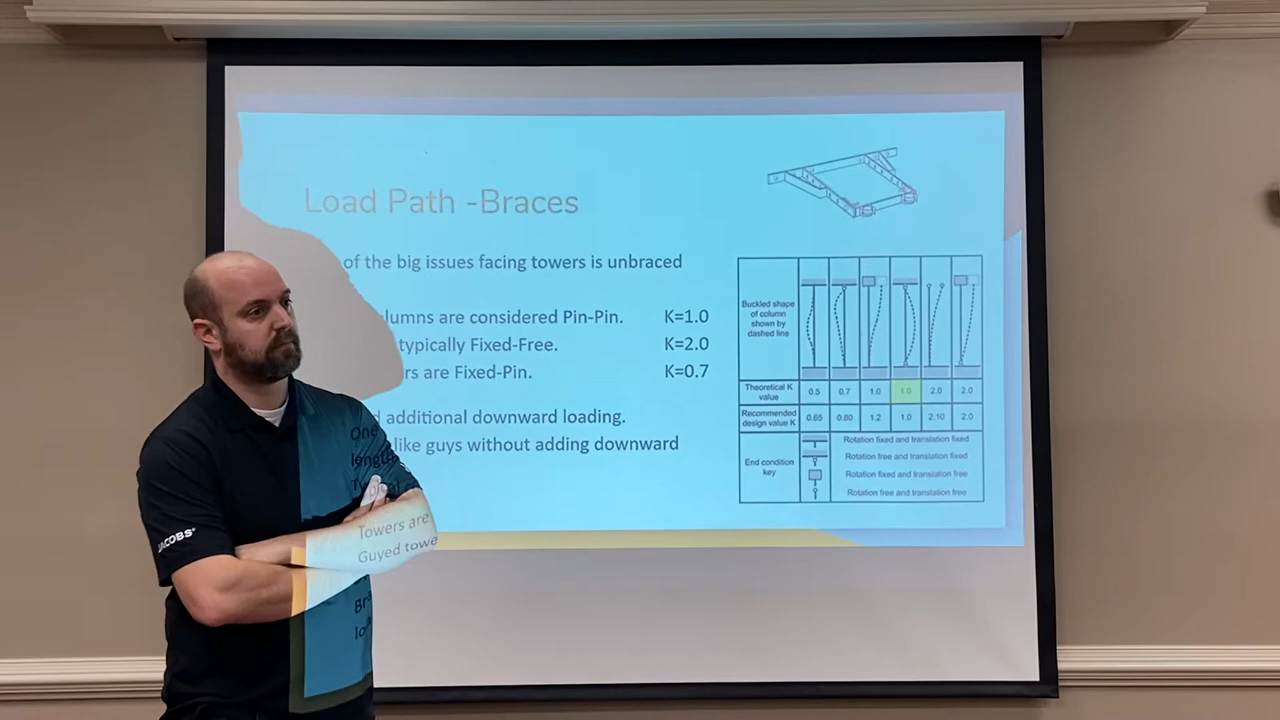 Load Path -Braces
of the big issues facing towers is unbraced
lumns are considered Pin-Pin. K=1.0
typically Fixed-Free. K=2.0
rs are Fixed-Pin. K=0.7
additional downward loading.
like guys without adding downward
One
length
Typical
Towers are
Guyed towe
Bra
JACOBS
Buckled shape
of column
shown by
dashed line
Theoretical K
value
0.5 0.7 1.0 1.0 2.0 2.0
Recommended
design value K
0.65 0.80 1.2 1.0 2.10 2.0
End condition
key
Rotation fixed and translation fixed
Rotation free and translation fixed
Rotation fixed and translation free
Rotation free and translation free